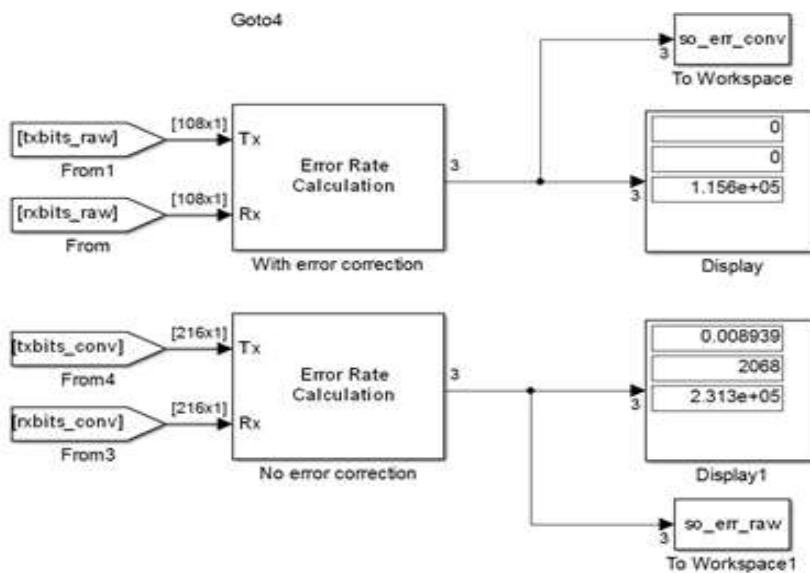 Goto4
so_err_conv
3
To Workspace
[txbits_raw]
From1
[108x1]
Tx
[rxbits_raw]
From
[108x1]
Rx
Error Rate
Calculation
With error correction
3
3
0
0
1.156e+05
Display
[txbits_conv]
From4
[216x1]
Tx
[rxbits_conv]
From3
[216x1]
Rx
Error Rate
Calculation
No error correction
3
3
0.008939
2068
2.313e+05
Display1
3
so_err_raw
To Workspace1